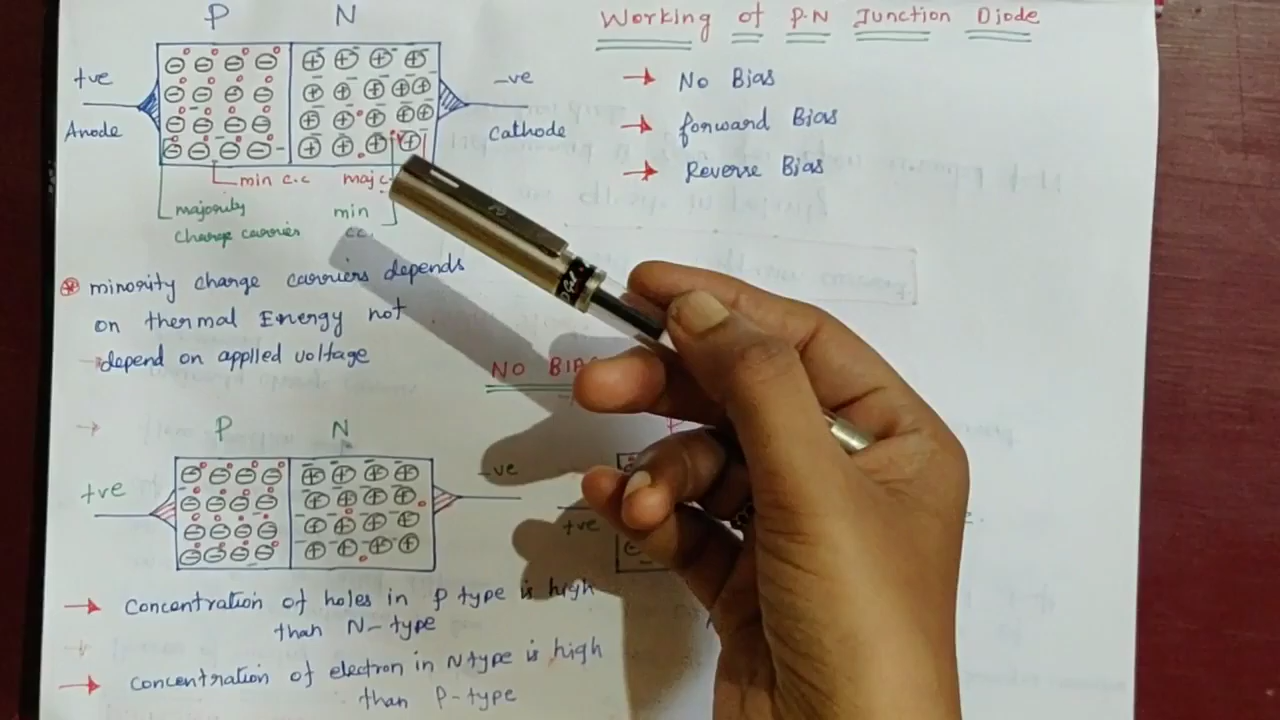 P N
Working of P.N Junction Diode
+ve
-ve
Anode
Cathode
→ No Bias
→ forward Bias
→ Reverse Bias
min c.c
maj c
majority
charge carries
min
c.c.
minority charge carriers depends
on thermal Energy not
depend on applied voltage
NO BIAS
P N
+ve
-ve
+ve
→ Concentration of holes in P type is high
than N-type
→ concentration of electron in N type is high
than P-type